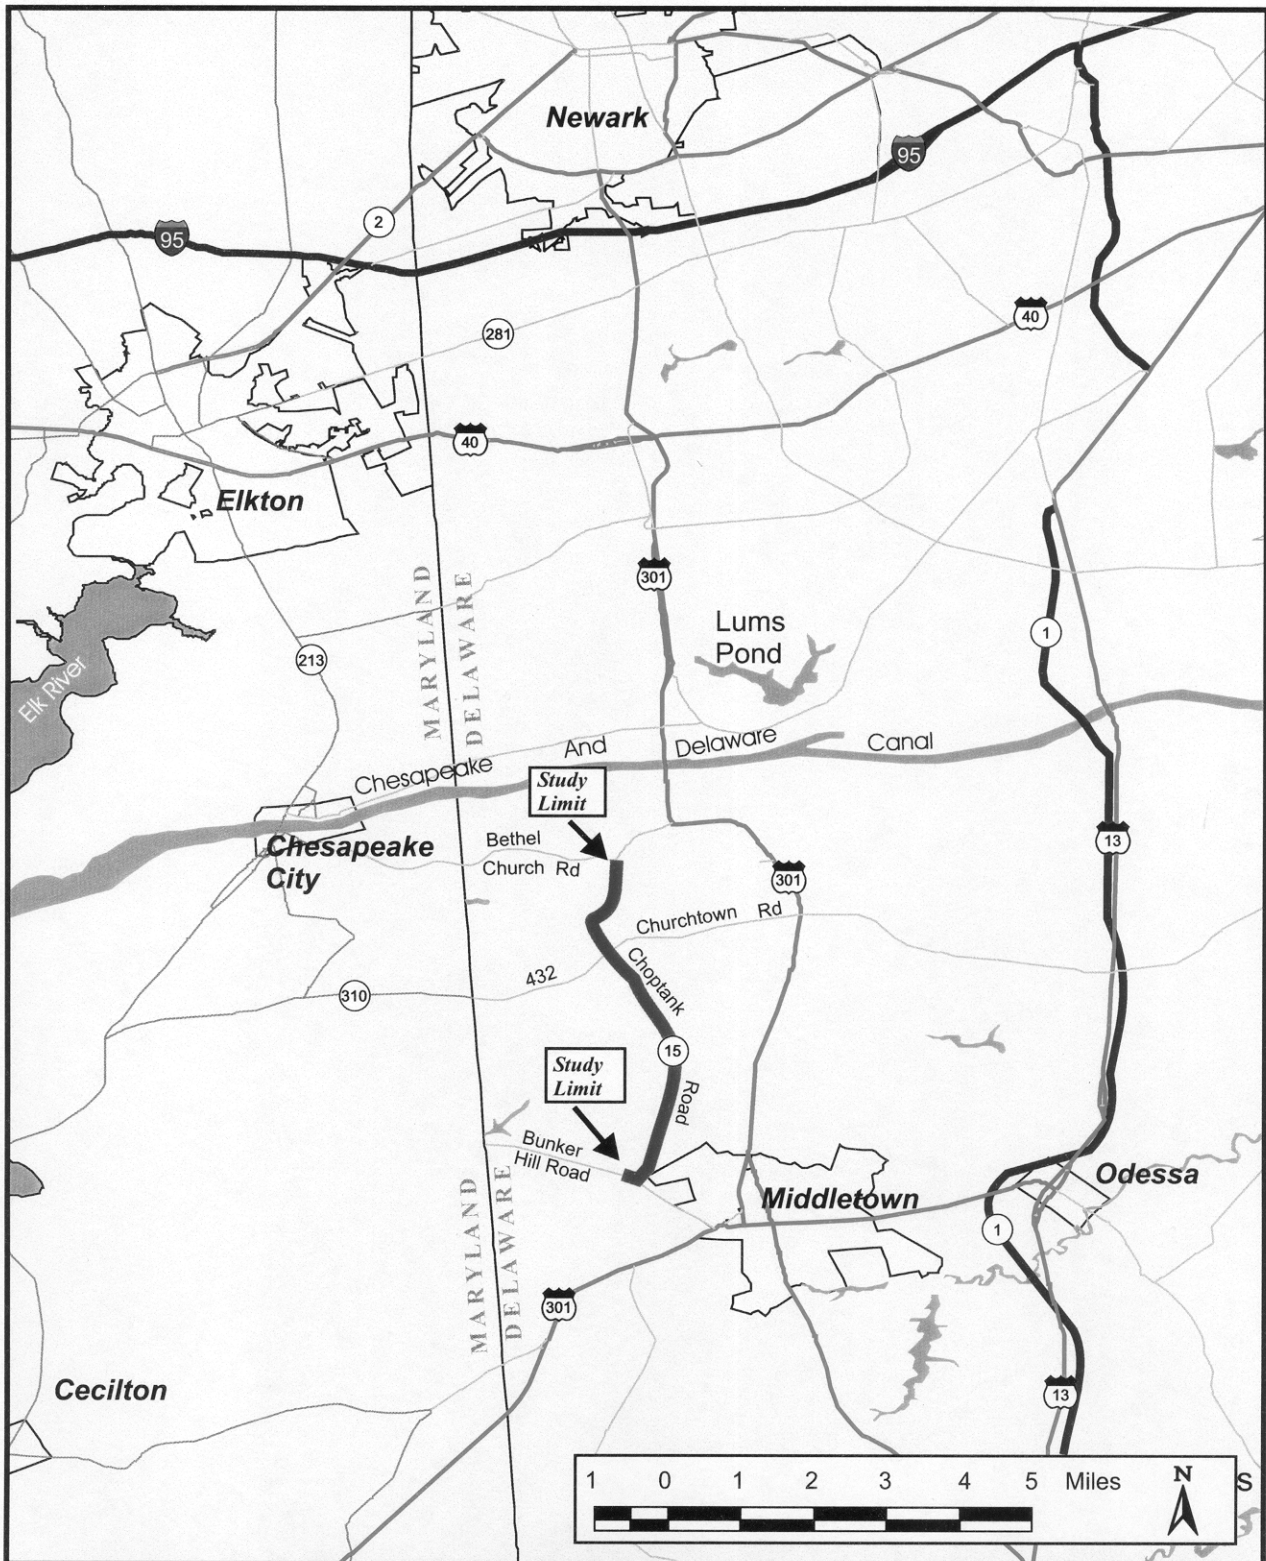 Newark
95
2
95
281
40
40
Elkton
MARYLAND
DELAWARE
301
Lums
Pond
1
213
Elk River
Chesapeake And Delaware Canal
Study
Limit
13
Chesapeake
City
Bethel
Church Rd
301
Churchtown Rd
432
Choptank
310
15
Road
Study
Limit
Bunker
Hill Road
Middletown
Odessa
1
MARYLAND
DELAWARE
301
Cecilton
13
1 0 1 2 3 4 5 Miles
N
S